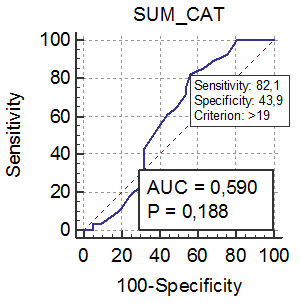 SUM_CAT
100
80
60
40
20
0
Sensitivity
Sensitivity: 82,1
Specificity: 43,9
Criterion: >19
AUC = 0,590
P = 0,188
0 20 40 60 80 100
100-Specificity